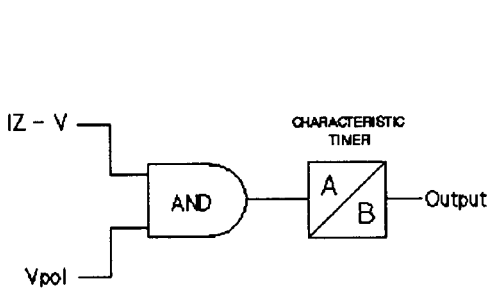 IZ - V
CHARACTERISTIC
TIMER
AND
A
B
Output
Vpol